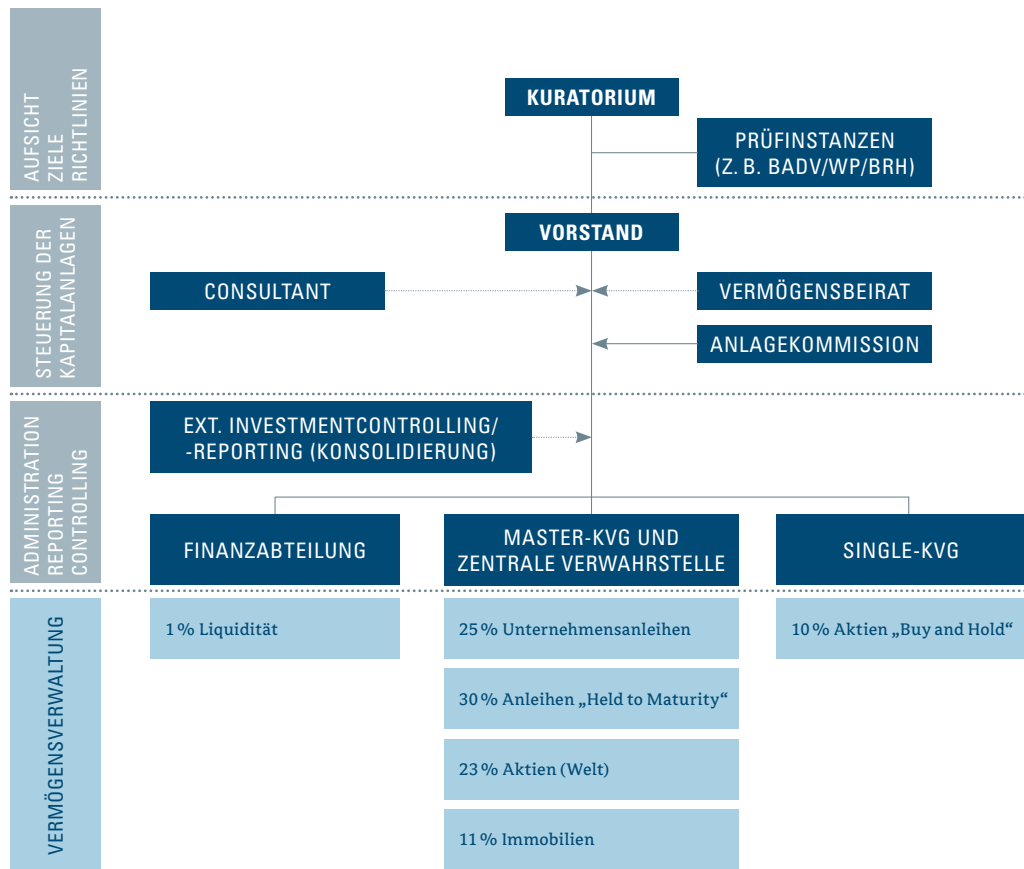 AUFSICHT
ZIELE
RICHTLINIEN
KURATORIUM
PRÜFINSTANZEN
(Z. B. BADV/WP/BRH)
STEUERUNG DER
KAPITALANLAGEN
VORSTAND
CONSULTANT
VERMÖGENSBEIRAT
ANLAGEKOMMISSION
ADMINISTRATION
REPORTING
CONTROLLING
EXT. INVESTMENTCONTROLLING/
-REPORTING (KONSOLIDIERUNG)
FINANZABTEILUNG
MASTER-KVG UND
ZENTRALE VERWAHRSTELLE
SINGLE-KVG
VERMÖGENSVERWALTUNG
1 % Liquidität
25 % Unternehmensanleihen
10 % Aktien „Buy and Hold“
30 % Anleihen „Held to Maturity“
23 % Aktien (Welt)
11 % Immobilien